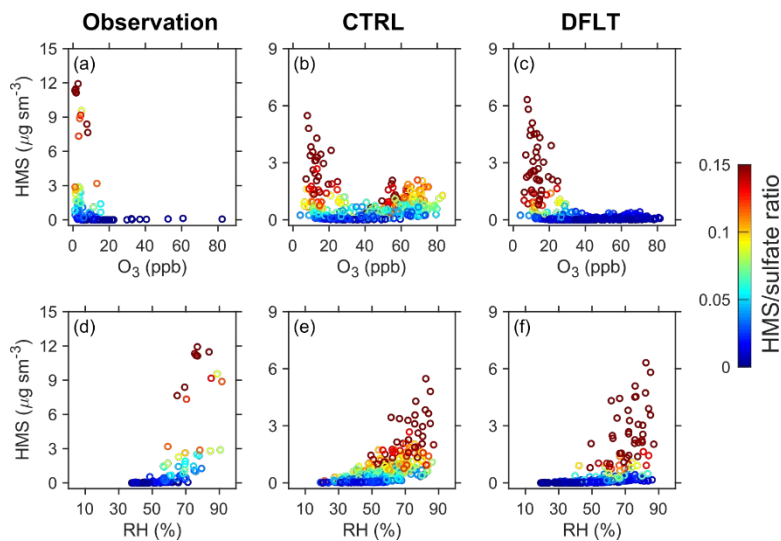 Observation CTRL DFLT
(a) (b) (c)
HMS (μg sm⁻³)
15
12
9
6
3
0
0 20 40 60 80
O₃ (ppb)
9
6
3
0
0 20 40 60 80
O₃ (ppb)
9
6
3
0
0 20 40 60 80
O₃ (ppb)
(d) (e) (f)
HMS (μg sm⁻³)
15
12
9
6
3
0
10 30 50 70 90
RH (%)
9
6
3
0
10 30 50 70 90
RH (%)
9
6
3
0
10 30 50 70 90
RH (%)
0.15
0.1
0.05
0
HMS/sulfate ratio